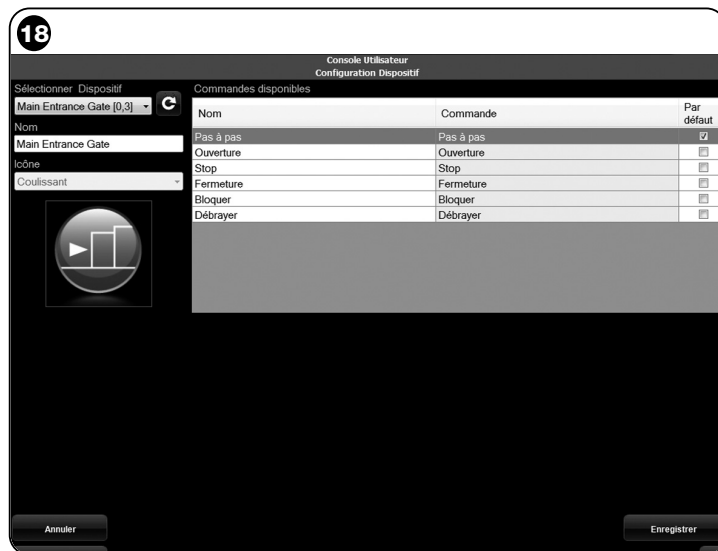 18
Console Utilisateur
Configuration Dispositif
Sélectionner Dispositif
Main Entrance Gate [0,3]
Nom
Main Entrance Gate
Icône
Coulissant
Commandes disponibles
Nom Commande Par défaut
Pas à pas Pas à pas
Ouverture Ouverture
Stop Stop
Fermeture Fermeture
Bloquer Bloquer
Débrayer Débrayer
Annuler Enregistrer